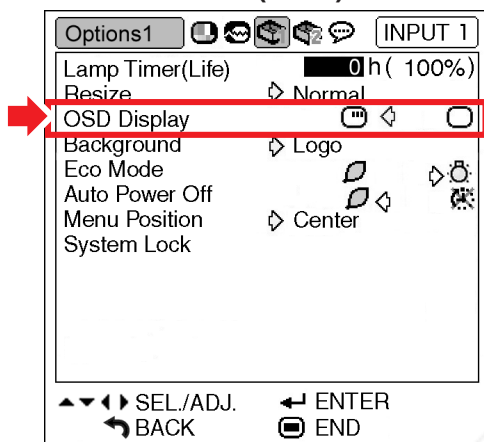 Options1 INPUT 1
Lamp Timer(Life) 0 h( 100%)
Resize Normal
OSD Display
Background Logo
Eco Mode
Auto Power Off
Menu Position Center
System Lock
SEL./ADJ. ENTER
BACK END